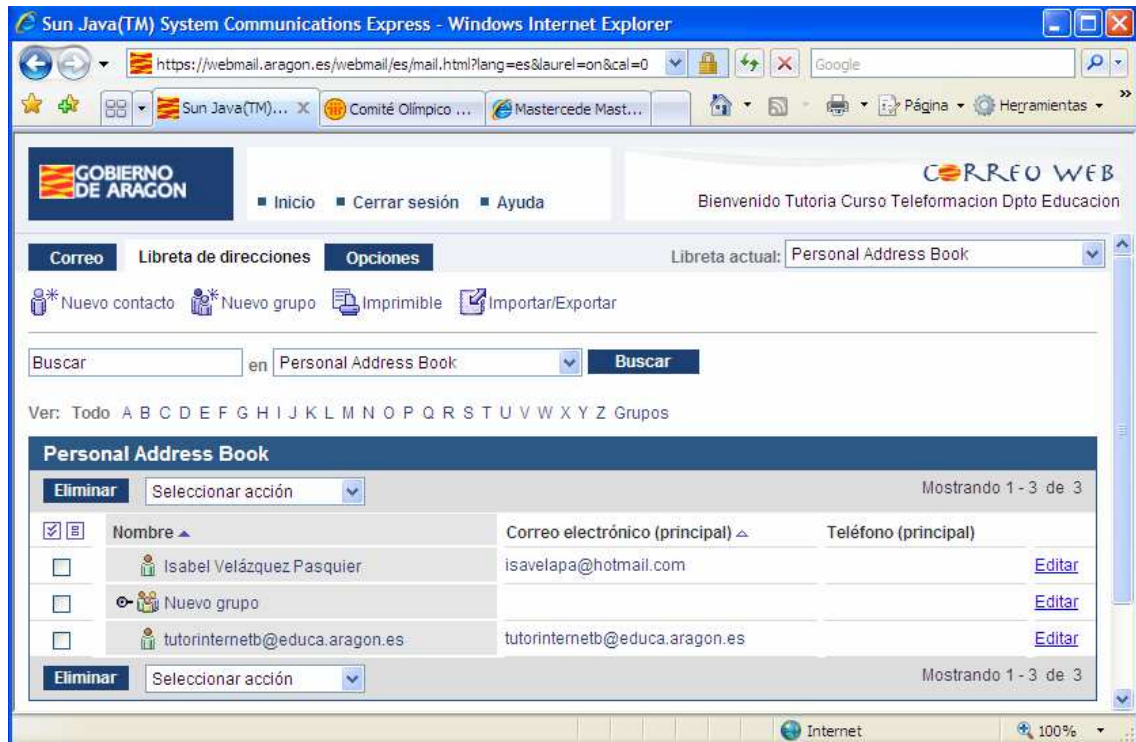 Sun Java(TM) System Communications Express - Windows Internet Explorer
https://webmail.aragon.es/webmail/es/mail.html?lang=es&laurel=on&cal=0
Google
Sun Java(TM)... X
Comité Olímpico ...
Mastercede Mast...
Página
Herramientas
»
GOBIERNO
DE ARAGON
Inicio
Cerrar sesión
Ayuda
CORREO WEB
Bienvenido Tutoria Curso Teleformacion Dpto Educacion
Correo
Libreta de direcciones
Opciones
Libreta actual: Personal Address Book
Nuevo contacto
Nuevo grupo
Imprimible
Importar/Exportar
Buscar en Personal Address Book Buscar
Ver: Todo A B C D E F G H I J K L M N O P Q R S T U V W X Y Z Grupos
Personal Address Book
Eliminar Seleccionar acción Mostrando 1 - 3 de 3
Nombre Correo electrónico (principal) Teléfono (principal)
Isabel Velázquez Pasquier isavelapa@hotmail.com Editar
Nuevo grupo Editar
tutorinternetb@educa.aragon.es tutorinternetb@educa.aragon.es Editar
Eliminar Seleccionar acción Mostrando 1 - 3 de 3
Internet 100%